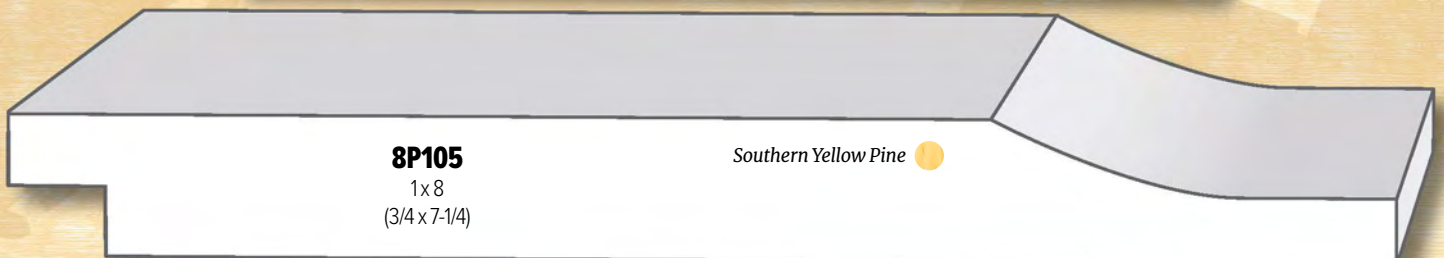 8P105
1 x 8
(3/4 x 7-1/4)
Southern Yellow Pine